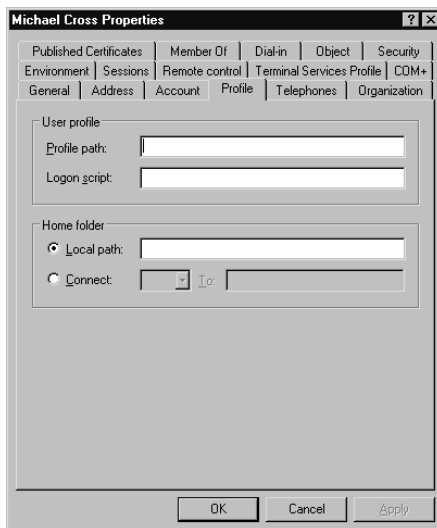 Michael Cross Properties
Published Certificates Member Of Dial-in Object Security
Environment Sessions Remote control Terminal Services Profile COM+
General Address Account Profile Telephones Organization
User profile
Profile path:
Logon script:
Home folder
Local path:
Connect: To:
OK Cancel Apply